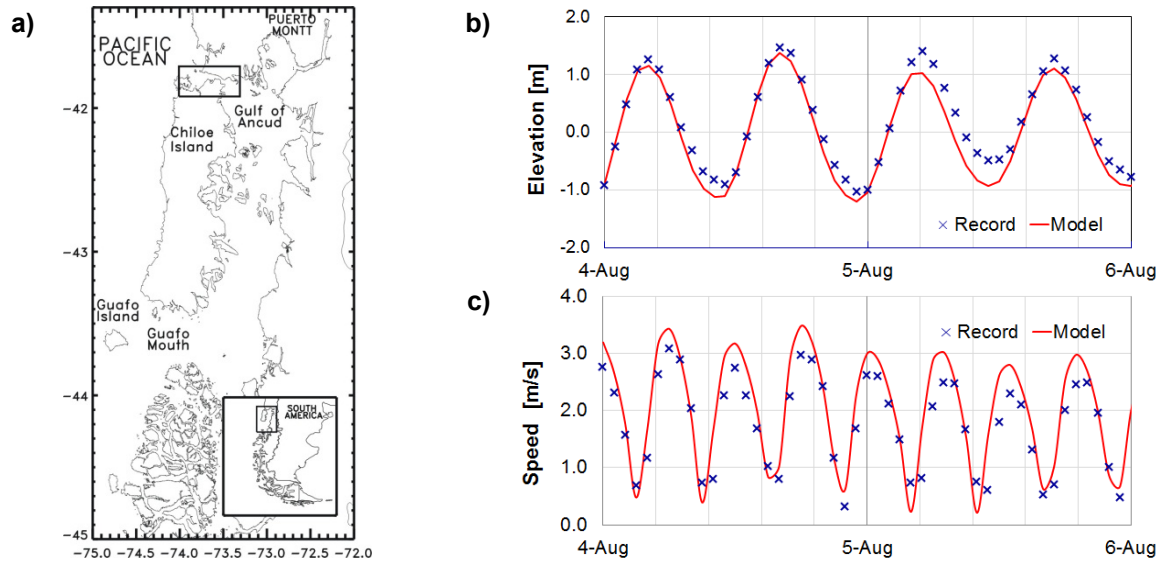 a)
PUERTO
MONTT
PACIFIC
OCEAN
Gulf of
Ancud
Chiloe
Island
Guafo
Island
Guafo
Mouth
SOUTH
AMERICA
−42
−43
−44
−45
−75.0 −74.5 −74.0 −73.5 −73.0 −72.5 −72.0
b)
Elevation [m]
2.0
1.0
0.0
-1.0
-2.0
Record Model
4-Aug 5-Aug 6-Aug
c)
Speed [m/s]
4.0
3.0
2.0
1.0
0.0
Record Model
4-Aug 5-Aug 6-Aug